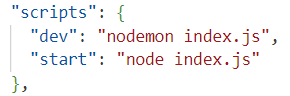 "scripts": {
"dev": "nodemon index.js",
"start": "node index.js"
},